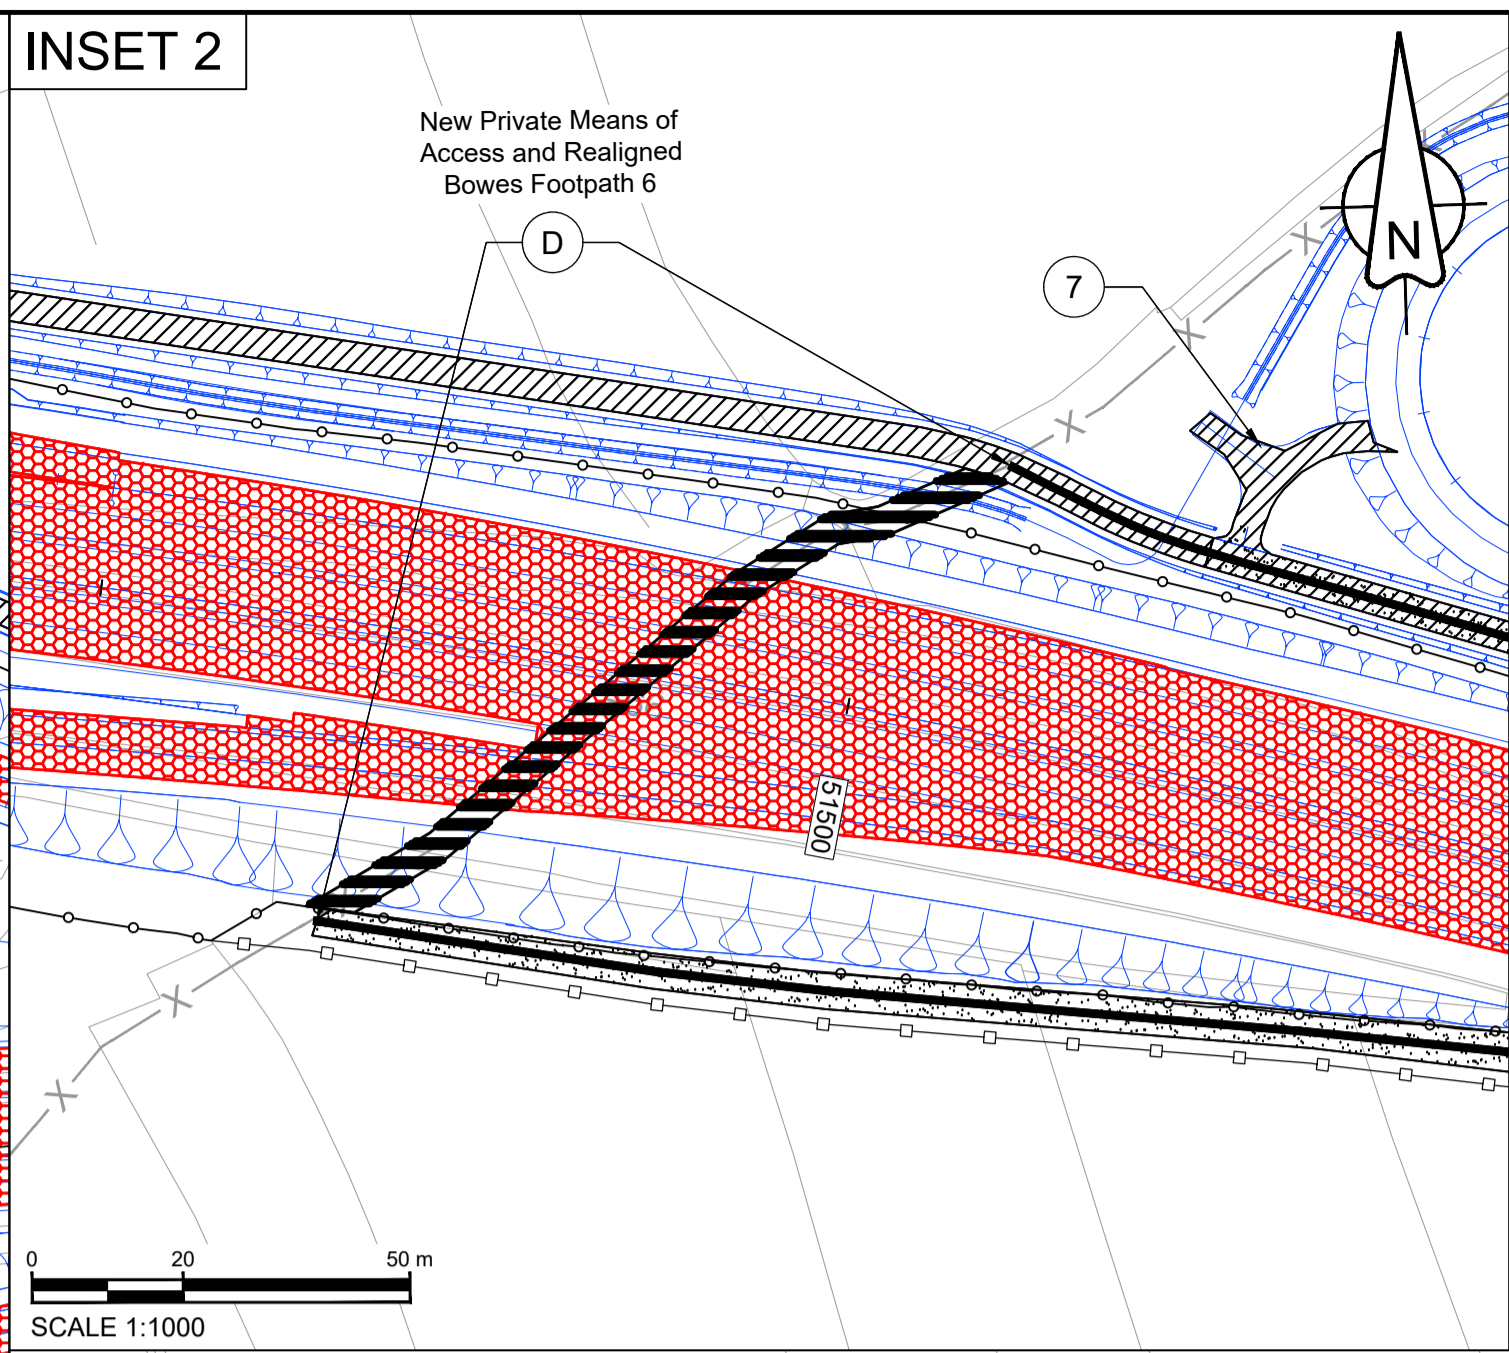 INSET 2
New Private Means of
Access and Realigned
Bowes Footpath 6
D
7
N
X
X
X
X
X
51500
0 20 50 m
SCALE 1:1000